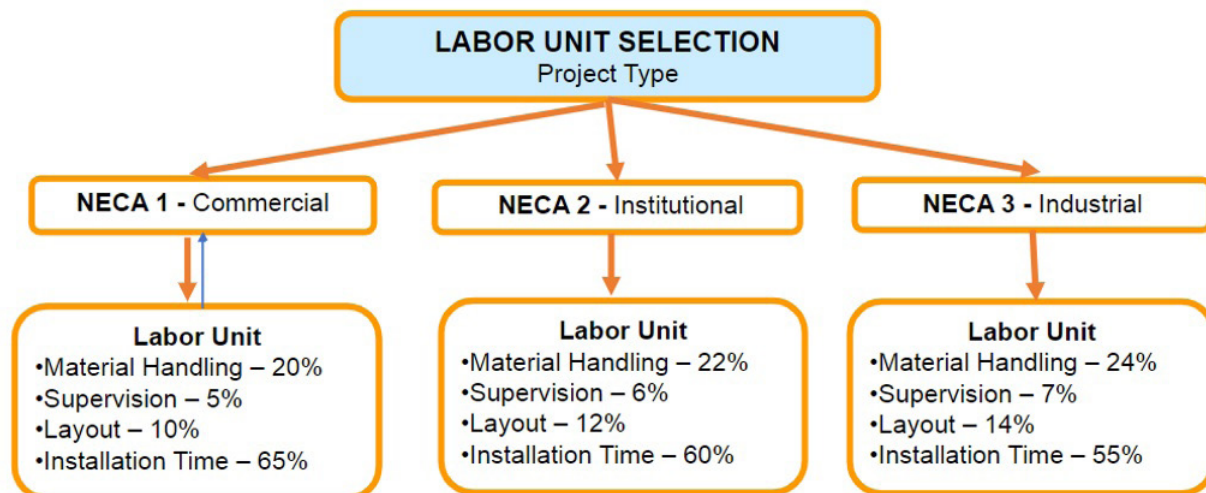 LABOR UNIT SELECTION
Project Type
NECA 1 - Commercial
NECA 2 - Institutional
NECA 3 - Industrial
Labor Unit
•Material Handling – 20%
•Supervision – 5%
•Layout – 10%
•Installation Time – 65%
Labor Unit
•Material Handling – 22%
•Supervision – 6%
•Layout – 12%
•Installation Time – 60%
Labor Unit
•Material Handling – 24%
•Supervision – 7%
•Layout – 14%
•Installation Time – 55%